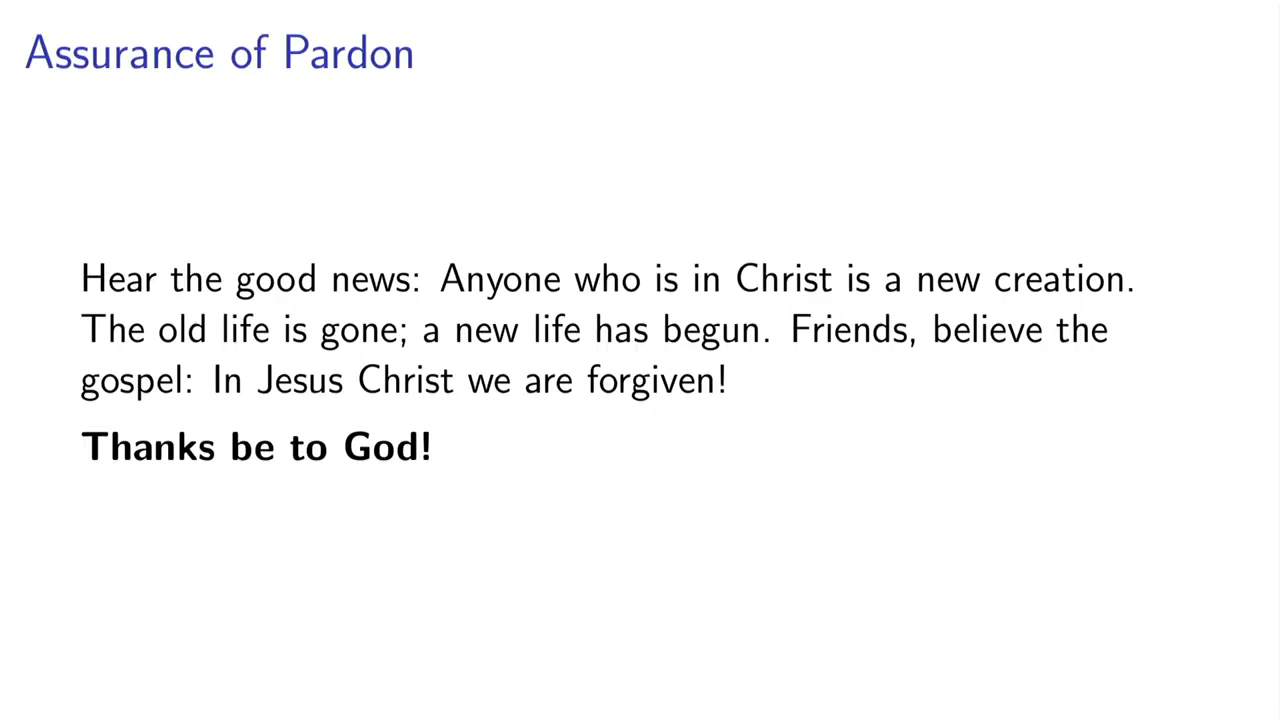 Assurance of Pardon
Hear the good news: Anyone who is in Christ is a new creation.
The old life is gone; a new life has begun. Friends, believe the
gospel: In Jesus Christ we are forgiven!
Thanks be to God!